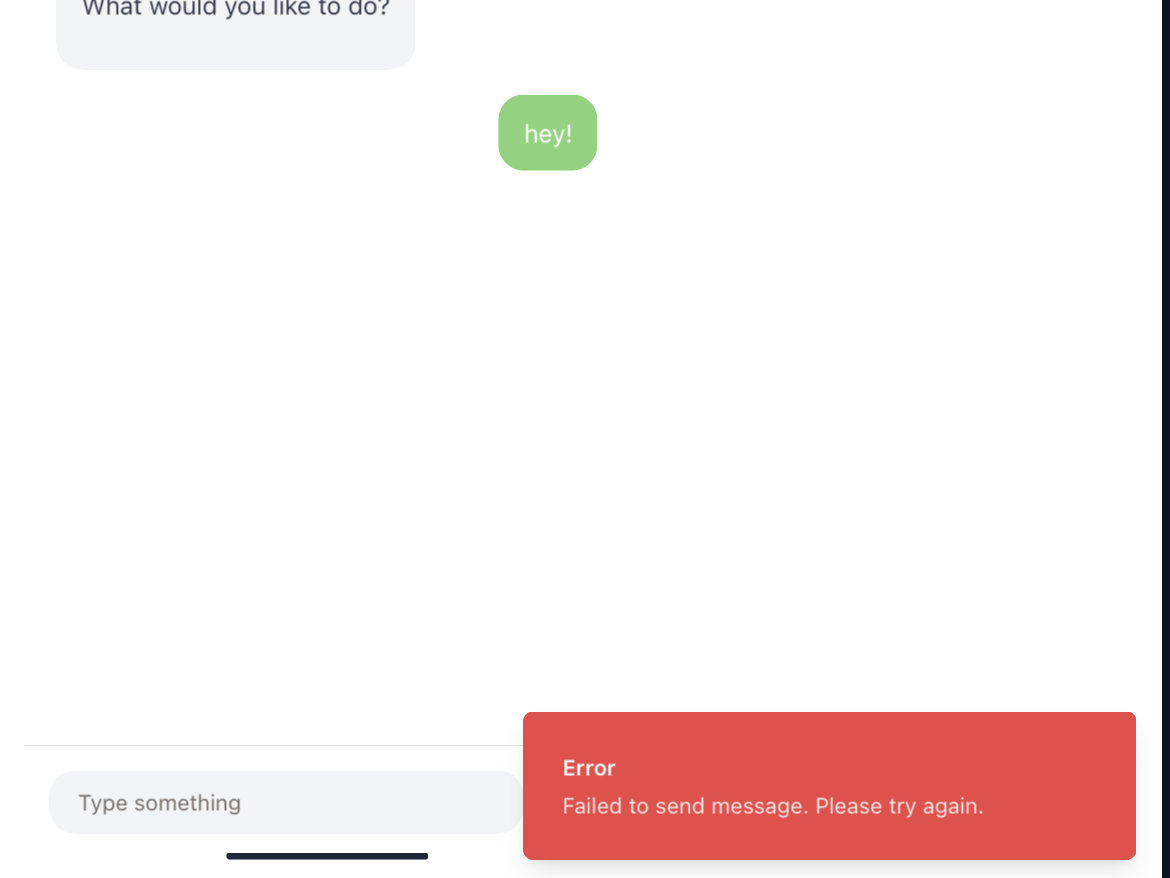 What would you like to do?
hey!
Error
Failed to send message. Please try again.
Type something